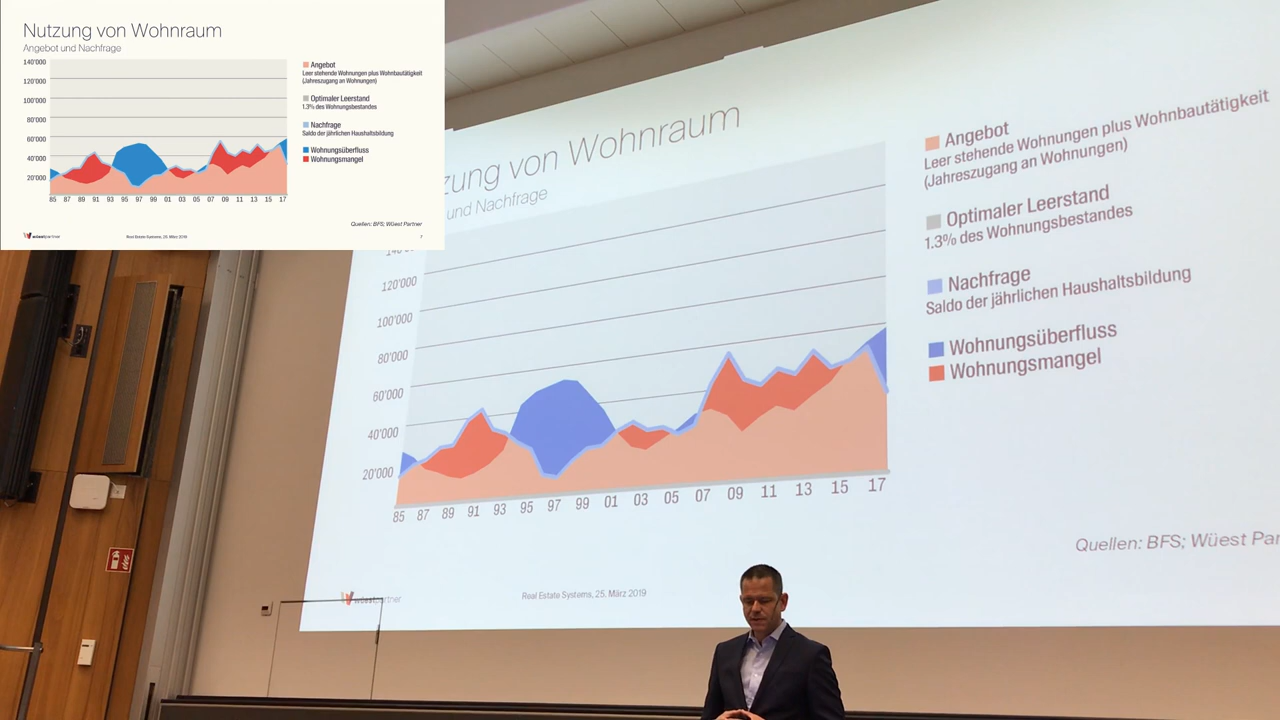 Nutzung von Wohnraum
Angebot und Nachfrage
140'000
120'000
100'000
80'000
60'000
40'000
20'000
85 87 89 91 93 95 97 99 01 03 05 07 09 11 13 15 17
Angebot
Leer stehende Wohnungen plus Wohnbautätigkeit
(Jahreszugang an Wohnungen)
Optimaler Leerstand
1.3% des Wohnungsbestandes
Nachfrage
Saldo der jährlichen Haushaltsbildung
Wohnungsüberfluss
Wohnungsmangel
Quellen: BFS; Wüest Partner
wüestpartner
Real Estate Systems, 25. März 2019
zung von Wohnraum
und Nachfrage
140'000
120'000
100'000
80'000
60'000
40'000
20'000
85 87 89 91 93 95 97 99 01 03 05 07 09 11 13 15 17
Angebot
Leer stehende Wohnungen plus Wohnbautätigkeit
(Jahreszugang an Wohnungen)
Optimaler Leerstand
1.3% des Wohnungsbestandes
Nachfrage
Saldo der jährlichen Haushaltsbildung
Wohnungsüberfluss
Wohnungsmangel
Quellen: BFS; Wüest Par
wüestpartner
Real Estate Systems, 25. März 2019